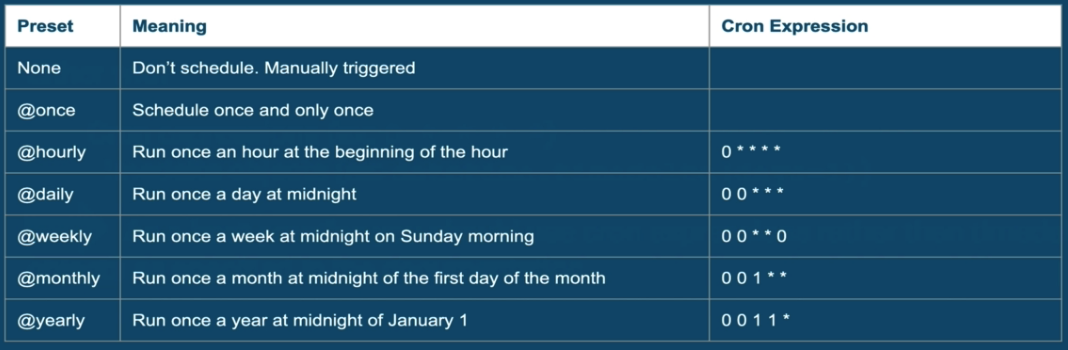 Preset Meaning Cron Expression
None Don't schedule. Manually triggered
@once Schedule once and only once
@hourly Run once an hour at the beginning of the hour 0 * * * *
@daily Run once a day at midnight 0 0 * * *
@weekly Run once a week at midnight on Sunday morning 0 0 * * 0
@monthly Run once a month at midnight of the first day of the month 0 0 1 * *
@yearly Run once a year at midnight of January 1 0 0 1 1 *